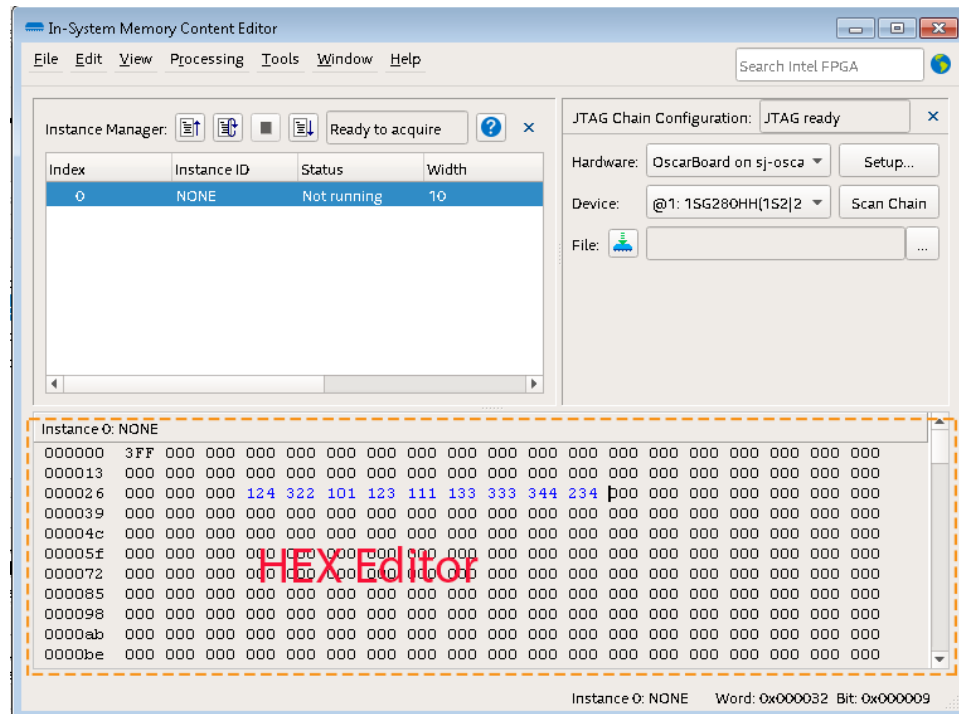 In-System Memory Content Editor
File Edit View Processing Tools Window Help
Search Intel FPGA
Instance Manager: Ready to acquire
Index Instance ID Status Width
0 NONE Not running 10
JTAG Chain Configuration: JTAG ready
Hardware: OscarBoard on sj-osca Setup...
Device: @1: 1SG280HH(1S2|2 Scan Chain
File: ...
Instance 0: NONE
000000 3FF 000 000 000 000 000 000 000 000 000 000 000 000 000 000 000 000 000 000
000013 000 000 000 000 000 000 000 000 000 000 000 000 000 000 000 000 000 000 000
000026 000 000 000 124 322 101 123 111 133 333 344 234 000 000 000 000 000 000 000
000039 000 000 000 000 000 000 000 000 000 000 000 000 000 000 000 000 000 000 000
00004c 000 000 000 000 000 000 000 000 000 000 000 000 000 000 000 000 000 000 000
00005f 000 000 000 000 000 000 000 000 000 000 000 000 000 000 000 000 000 000 000
HEX Editor
000072 000 000 000 000 000 000 000 000 000 000 000 000 000 000 000 000 000 000 000
000085 000 000 000 000 000 000 000 000 000 000 000 000 000 000 000 000 000 000 000
000098 000 000 000 000 000 000 000 000 000 000 000 000 000 000 000 000 000 000 000
0000ab 000 000 000 000 000 000 000 000 000 000 000 000 000 000 000 000 000 000 000
0000be 000 000 000 000 000 000 000 000 000 000 000 000 000 000 000 000 000 000 000
Instance 0: NONE Word: 0x000032 Bit: 0x000009